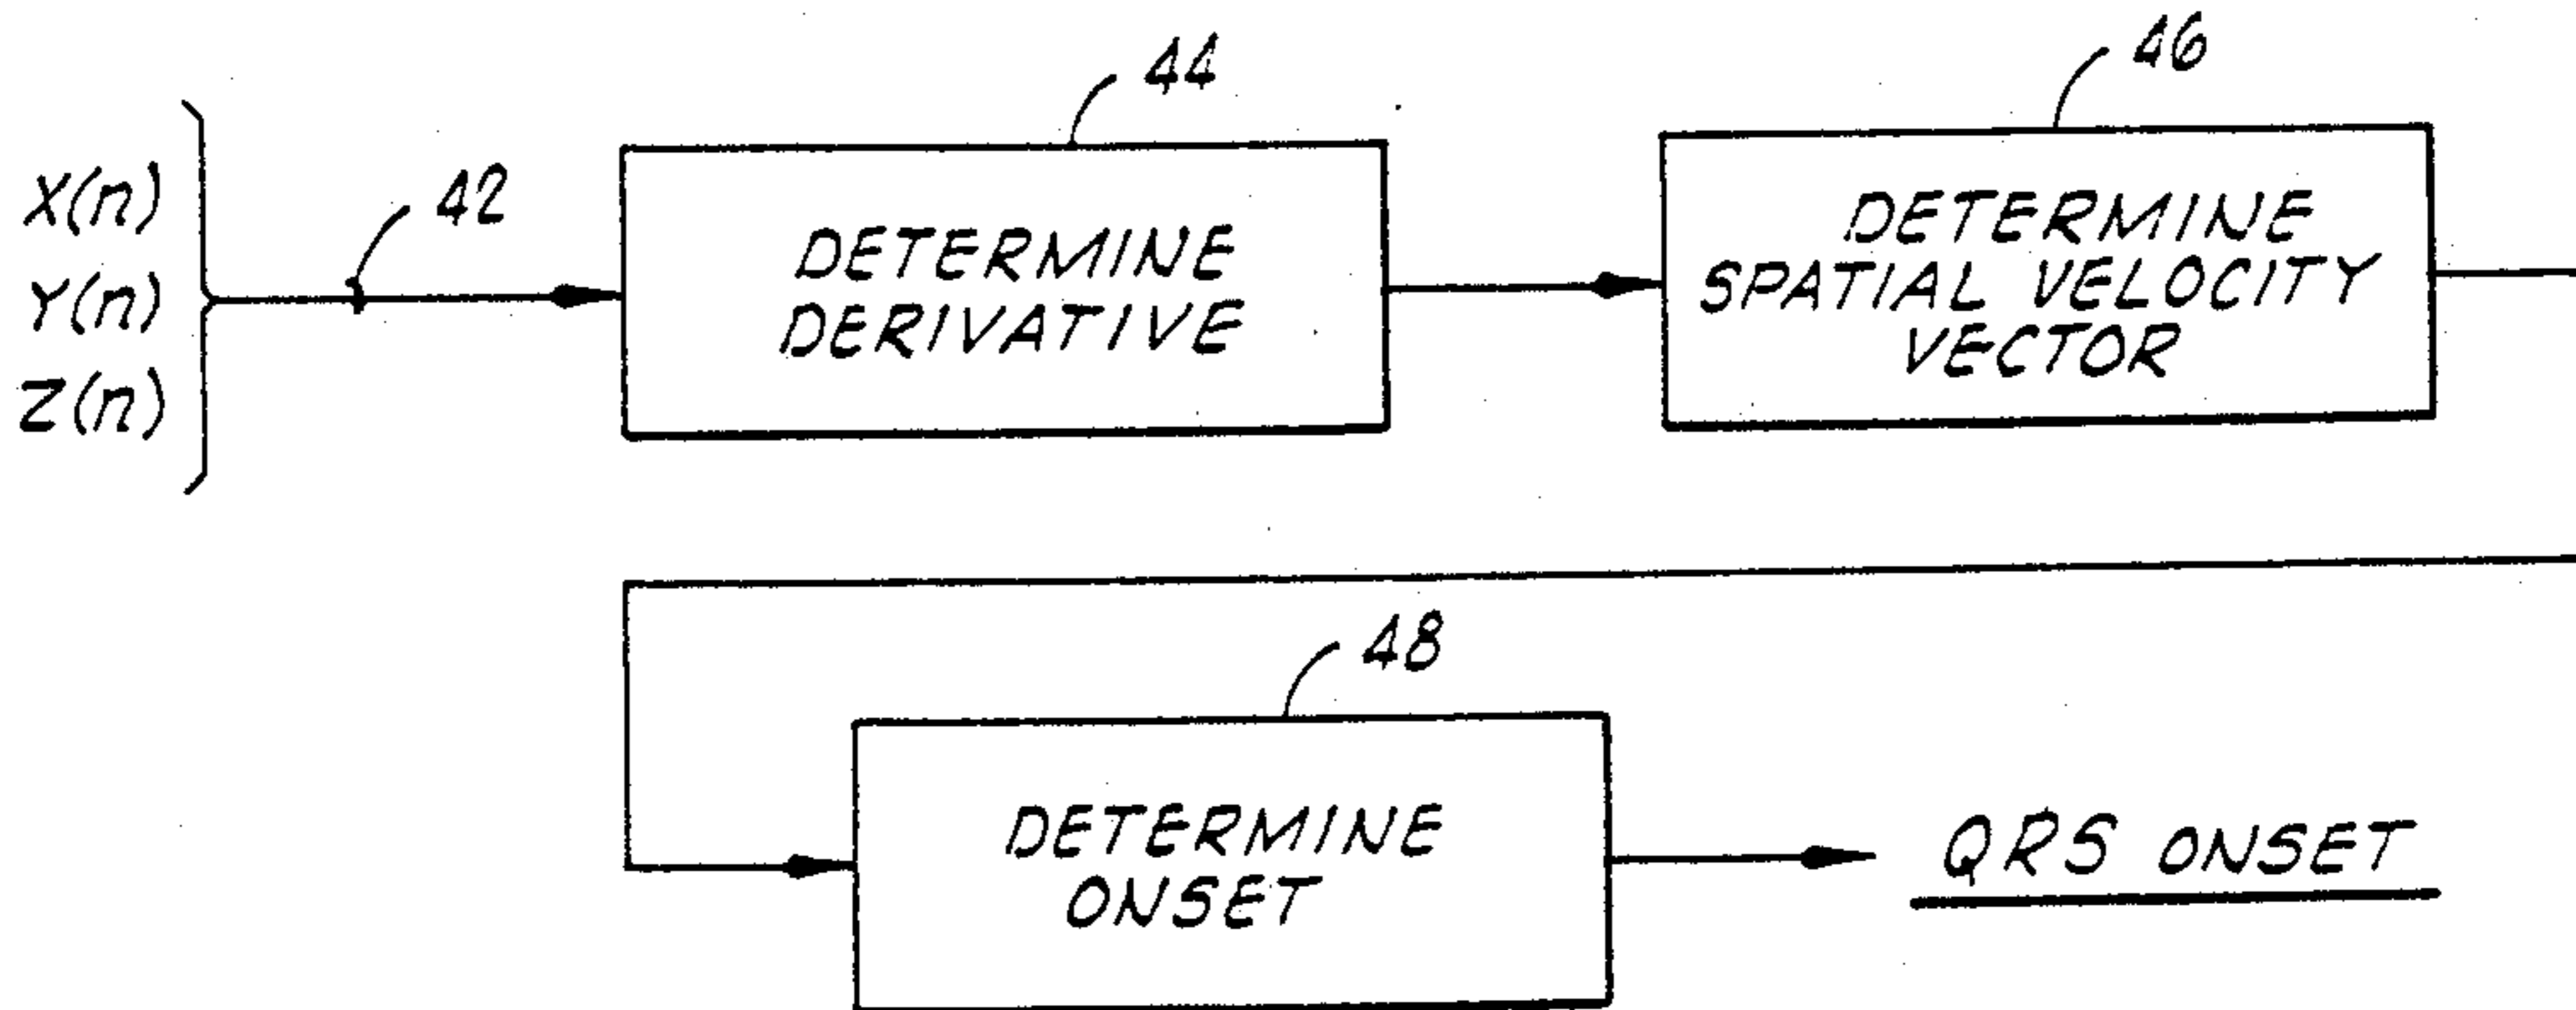 44
46
X(n)
42
Y(n)
Z(n)
DETERMINE
DERIVATIVE
DETERMINE
SPATIAL VELOCITY
VECTOR
48
DETERMINE
ONSET
QRS ONSET